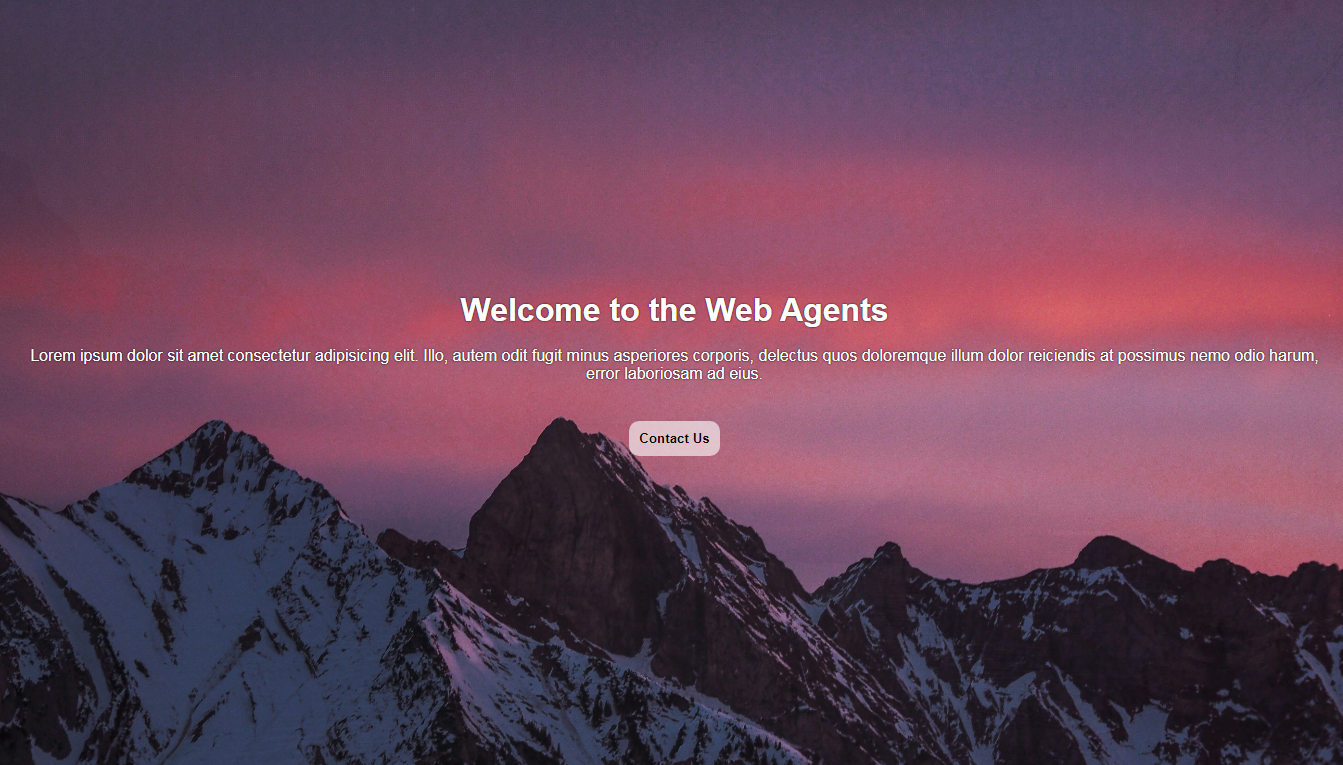 Welcome to the Web Agents
Lorem ipsum dolor sit amet consectetur adipisicing elit. Illo, autem odit fugit minus asperiores corporis, delectus quos doloremque illum dolor reiciendis at possimus nemo odio harum,
error laboriosam ad eius.
Contact Us